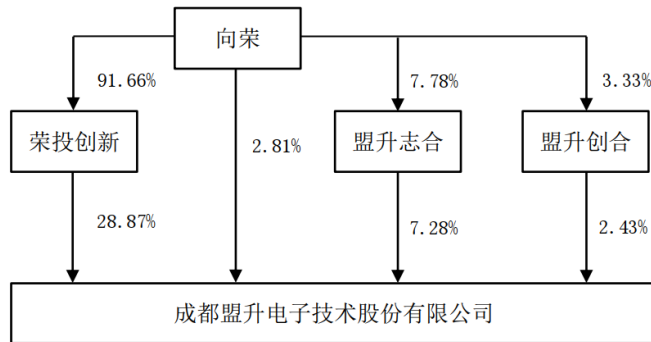 向荣
91.66%
7.78%
3.33%
荣投创新
2.81%
盟升志合
盟升创合
28.87%
7.28%
2.43%
成都盟升电子技术股份有限公司